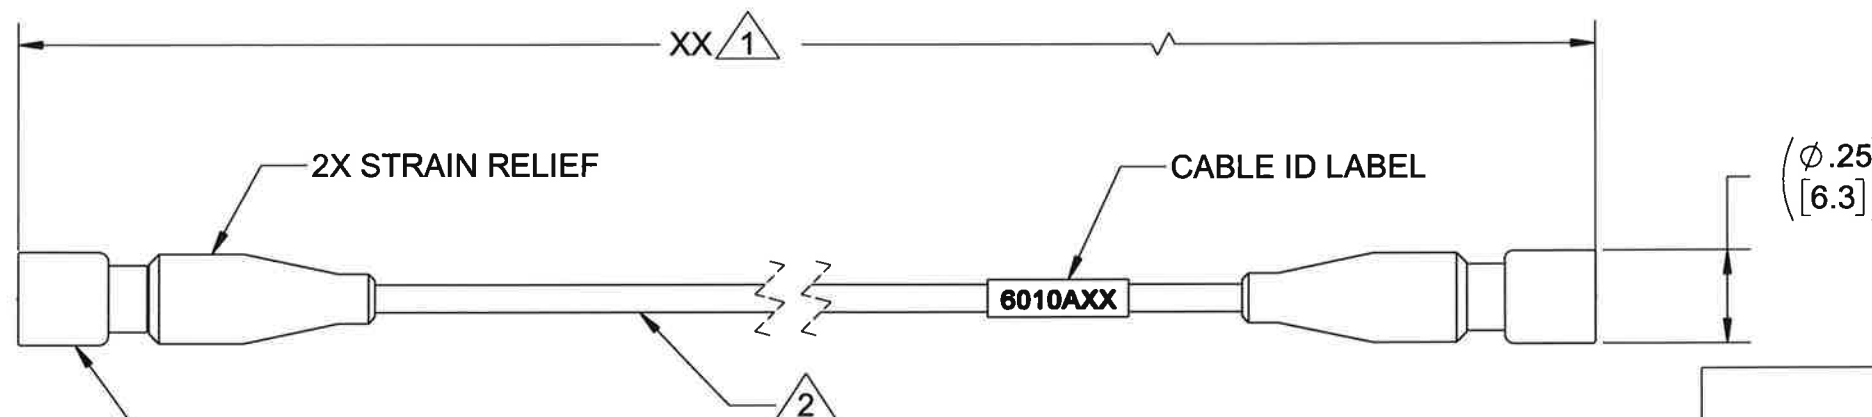 XX 1
2X STRAIN RELIEF
CABLE ID LABEL
(⌀.25
[6.3]
6010AXX
2